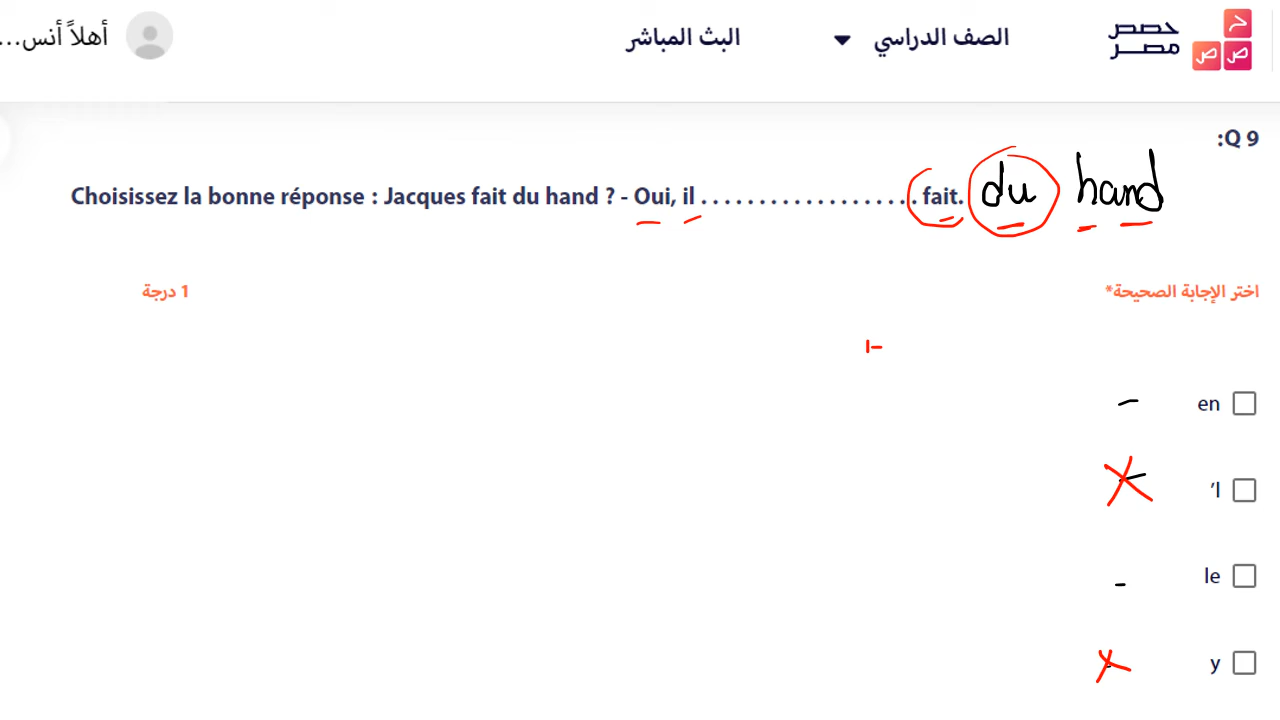 أهلاً أنس...
البث المباشر
الصف الدراسي
حصص مصر
ح ص ص
Q 9:
Choisissez la bonne réponse : Jacques fait du hand ? - Oui, il . . . . . . . . . . . . . . . . . . . fait. du hand
اختر الإجابة الصحيحة*
1 درجة
1-
en
l'
le
y